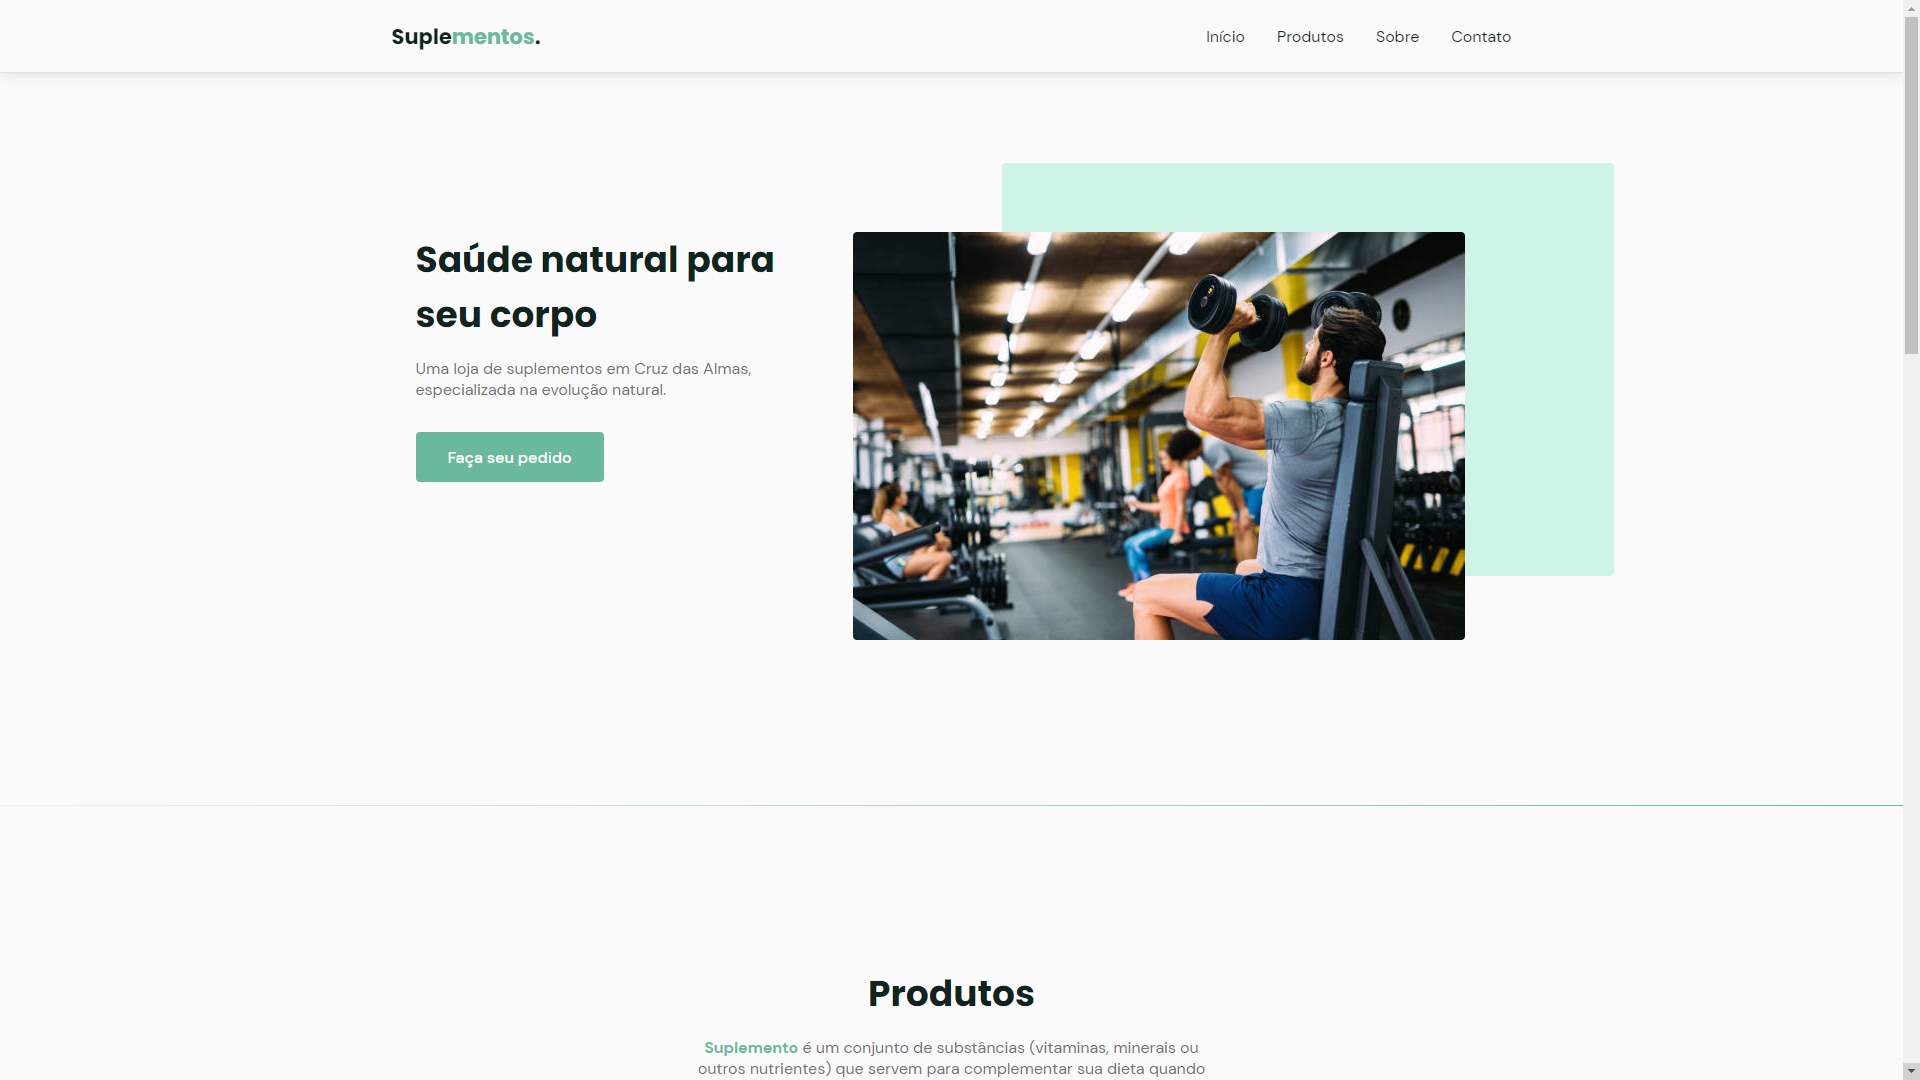 Suplementos.
Início
Produtos
Sobre
Contato
Saúde natural para
seu corpo
Uma loja de suplementos em Cruz das Almas,
especializada na evolução natural.
Faça seu pedido
Produtos
Suplemento é um conjunto de substâncias (vitaminas, minerais ou
outros nutrientes) que servem para complementar sua dieta quando